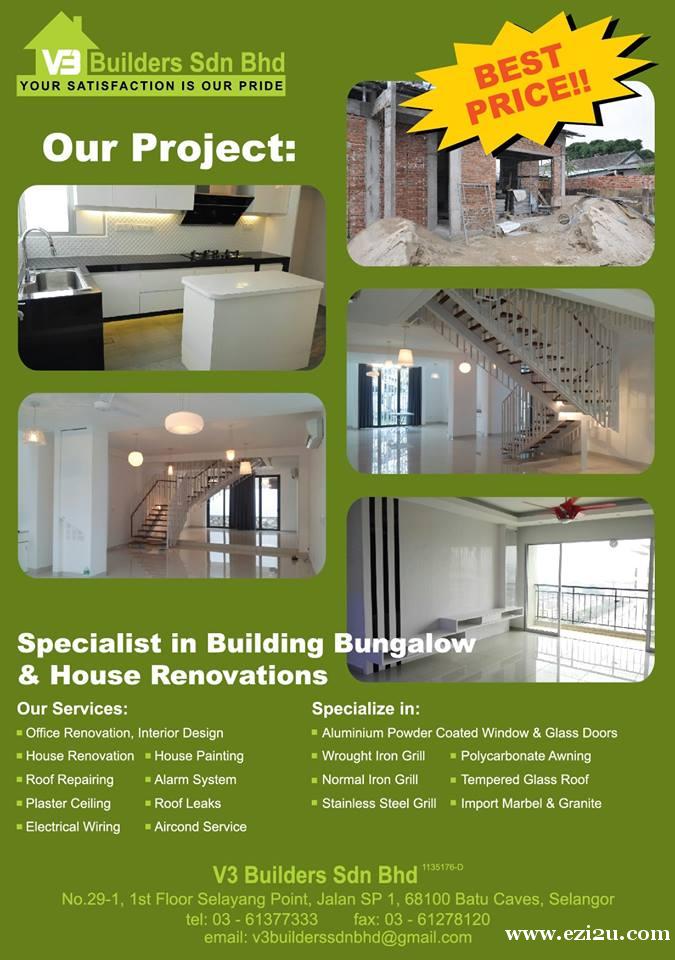 V3 Builders Sdn Bhd
YOUR SATISFACTION IS OUR PRIDE
BEST
PRICE!!
Our Project:
Specialist in Building Bungalow
& House Renovations
Our Services:
Office Renovation, Interior Design
House Renovation
House Painting
Roof Repairing
Alarm System
Plaster Ceiling
Roof Leaks
Electrical Wiring
Aircond Service
Specialize in:
Aluminium Powder Coated Window & Glass Doors
Wrought Iron Grill
Polycarbonate Awning
Normal Iron Grill
Tempered Glass Roof
Stainless Steel Grill
Import Marbel & Granite
V3 Builders Sdn Bhd 1135176-D
No.29-1, 1st Floor Selayang Point, Jalan SP 1, 68100 Batu Caves, Selangor
tel: 03 - 61377333 fax: 03 - 61278120
email: v3builderssdnbhd@gmail.com
www.ezi2u.com